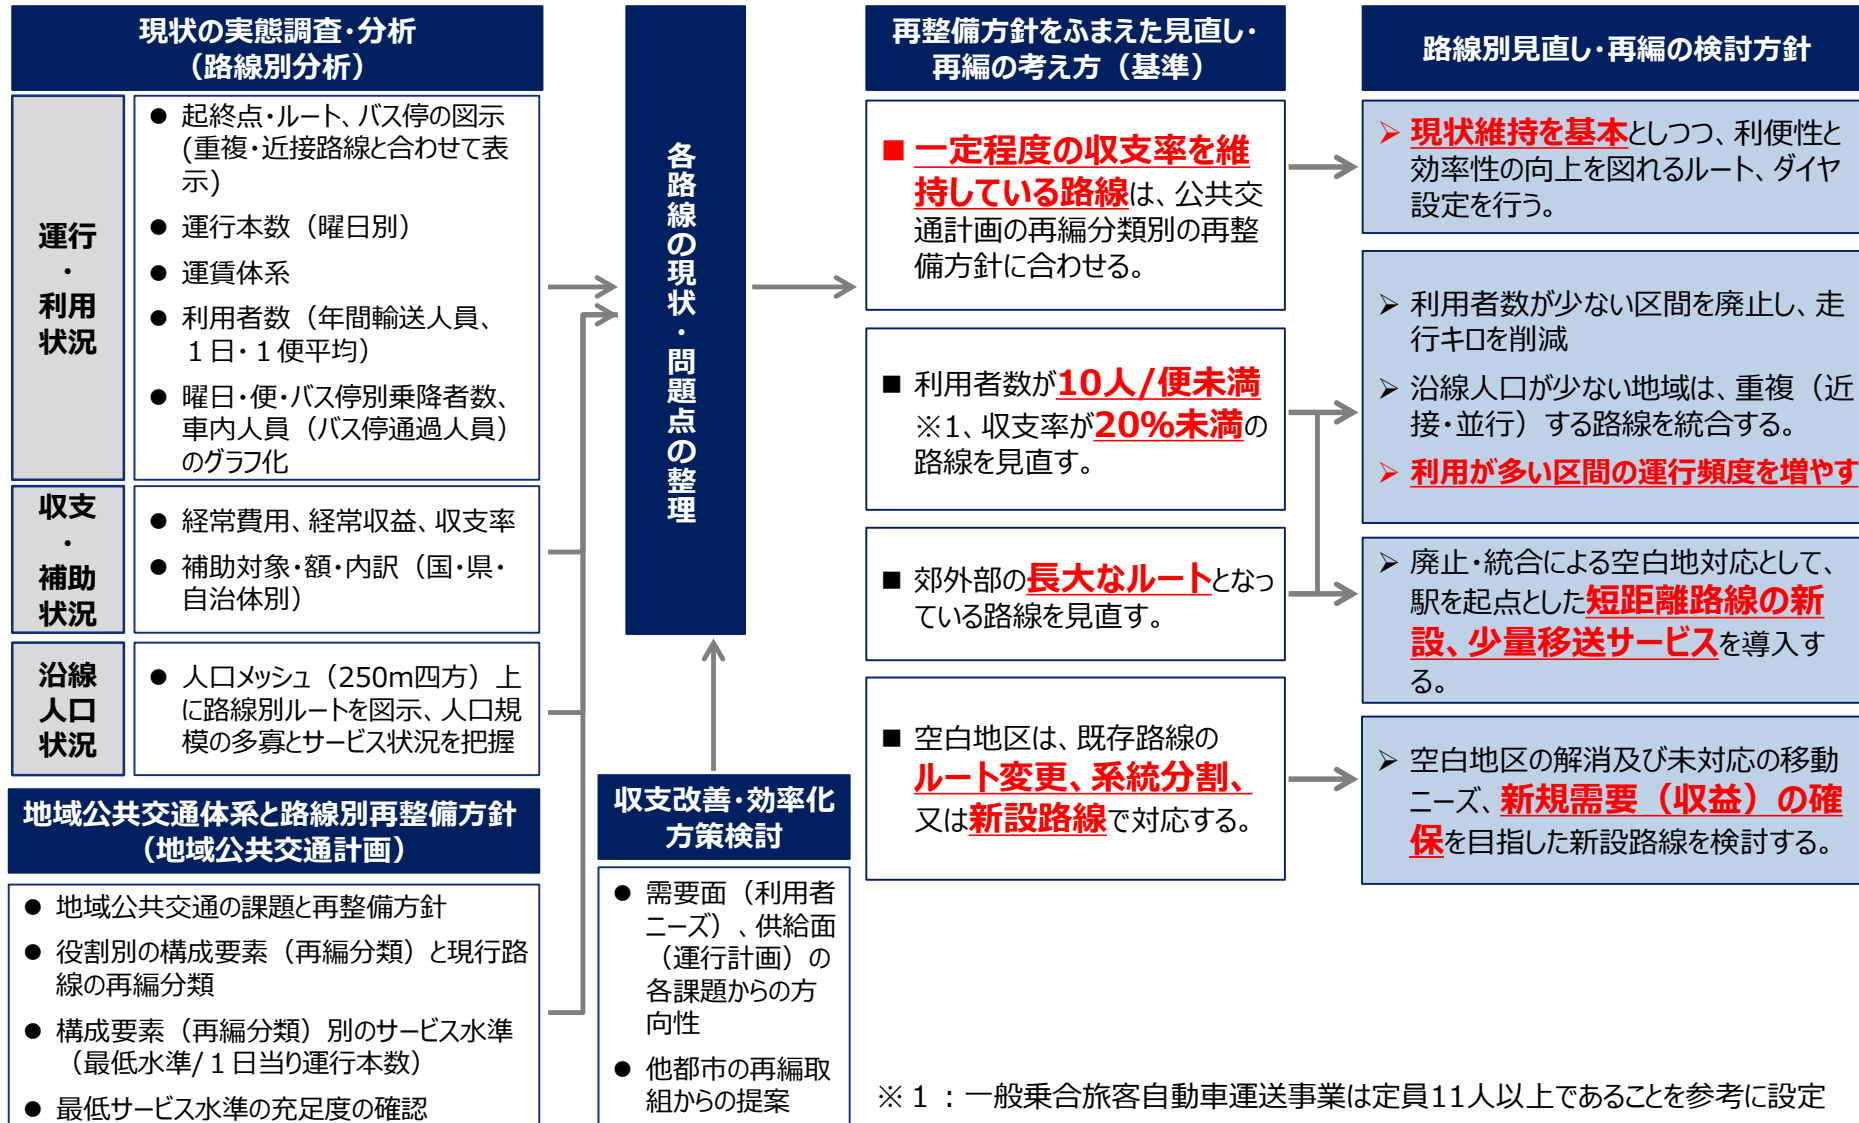 現状の実態調査・分析
（路線別分析）
運行
・
利用
状況
● 起終点・ルート、バス停の図示
(重複・近接路線と合わせて表
示)
● 運行本数（曜日別）
● 運賃体系
● 利用者数（年間輸送人員、
１日・１便平均）
● 曜日・便・バス停別乗降者数、
車内人員（バス停通過人員）
のグラフ化
収支
・
補助
状況
● 経常費用、経常収益、収支率
● 補助対象・額・内訳（国・県・
自治体別）
沿線
人口
状況
● 人口メッシュ（250m四方）上
に路線別ルートを図示、人口規
模の多寡とサービス状況を把握
地域公共交通体系と路線別再整備方針
（地域公共交通計画）
● 地域公共交通の課題と再整備方針
● 役割別の構成要素（再編分類）と現行路
線の再編分類
● 構成要素（再編分類）別のサービス水準
（最低水準/１日当り運行本数）
● 最低サービス水準の充足度の確認
各路線の現状・問題点の整理
収支改善・効率化
方策検討
● 需要面（利用者
ニーズ）、供給面
（運行計画）の
各課題からの方
向性
● 他都市の再編取
組からの提案
再整備方針をふまえた見直し・
再編の考え方（基準）
■ 一定程度の収支率を維
持している路線は、公共交
通計画の再編分類別の再整
備方針に合わせる。
■ 利用者数が10人/便未満
※1、収支率が20%未満の
路線を見直す。
■ 郊外部の長大なルートとなっ
ている路線を見直す。
■ 空白地区は、既存路線の
ルート変更、系統分割、
又は新設路線で対応する。
路線別見直し・再編の検討方針
➢ 現状維持を基本としつつ、利便性と
効率性の向上を図れるルート、ダイヤ
設定を行う。
➢ 利用者数が少ない区間を廃止し、走
行キロを削減
➢ 沿線人口が少ない地域は、重複（近
接・並行）する路線を統合する。
➢ 利用が多い区間の運行頻度を増やす
➢ 廃止・統合による空白地対応として、
駅を起点とした短距離路線の新
設、少量移送サービスを導入す
る。
➢ 空白地区の解消及び未対応の移動
ニーズ、新規需要（収益）の確
保を目指した新設路線を検討する。
※１：一般乗合旅客自動車運送事業は定員11人以上であることを参考に設定